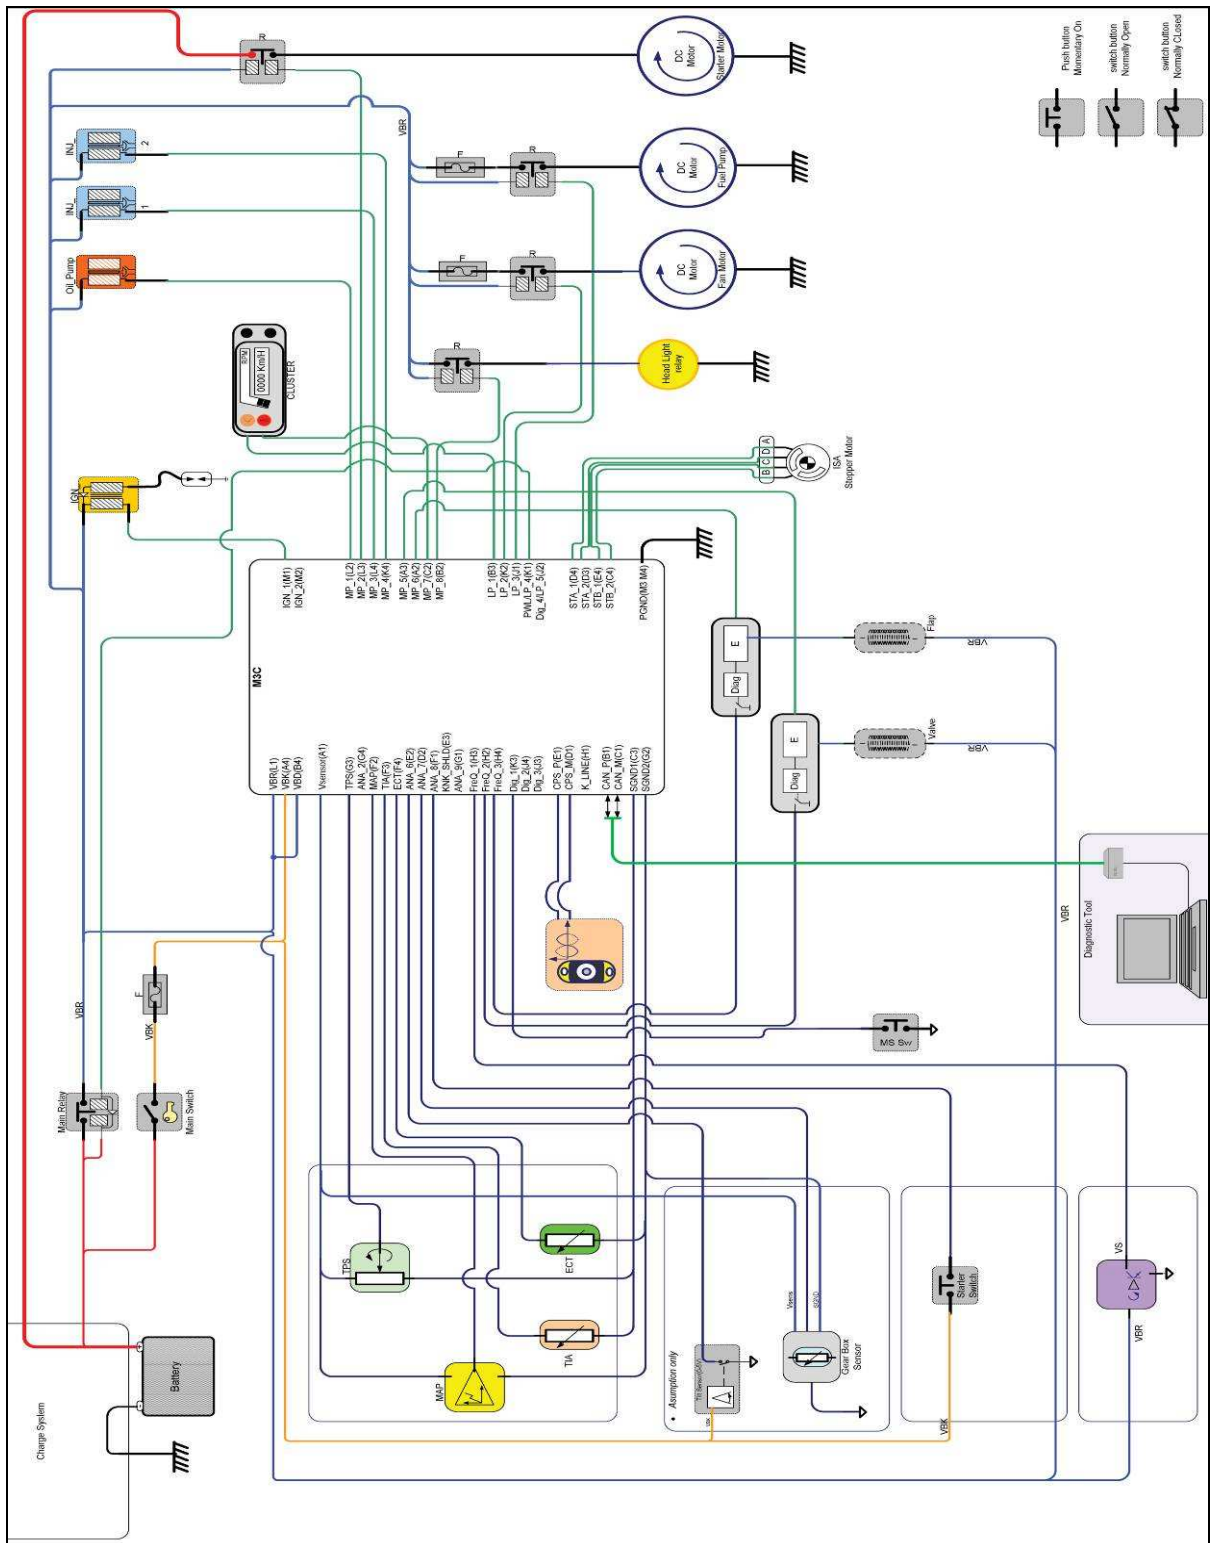 R
DC
Motor
Starter Motor
Push button
Momentary On
switch button
Normally Open
switch button
Normally CLosed
INJ_
2
INJ_
1
Oil_Pump
VBR
F
R
DC
Motor
Fuel Pump
F
R
DC
Motor
Fan Motor
R
Head Light
relay
RPM
0000 Km/H
CLUSTER
IGN_
A
D
C
B
ISA
Stepper Motor
M3C
IGN_1(M1)
IGN_2(M2)
MP_1(L2)
MP_2(L3)
MP_3(L4)
MP_4(K4)
MP_5(A3)
MP_6(A2)
MP_7(C2)
MP_8(B2)
LP_1(B3)
LP_2(K2)
LP_3(J1)
PWL/LP_4(K1)
Dig_4/LP_5(J2)
STA_1(D4)
STA_2(D3)
STB_1(E4)
STB_2(C4)
PGND(M3 M4)
VBR(L1)
VBK(A4)
VBD(B4)
Vsensor(A1)
TPS(G3)
ANA_2(G4)
MAP(F2)
TIA(F3)
ECT(F4)
ANA_6(E2)
ANA_7(D2)
ANA_8(F1)
KNK_SHLD(E3)
ANA_9(G1)
FreQ_1(H3)
FreQ_2(H2)
FreQ_3(H4)
Dig_1(K3)
Dig_2(J4)
Dig_3(J3)
CPS_P(E1)
CPS_M(D1)
K_LINE(H1)
CAN_P(B1)
CAN_M(C1)
SGND1(C3)
SGND2(G2)
E
Diag
Flap
VBR
E
Diag
Valve
VBR
VBR
Diagnostic Tool
VBR
F
VBK
Main Relay
Main Switch
MS Sw
TPS
ECT
TIA
MAP
• Asumption only
Vsens
sGND
Gear Box
Sensor
Starter
Switch
VBK
VS
VBR
Charge System
Battery